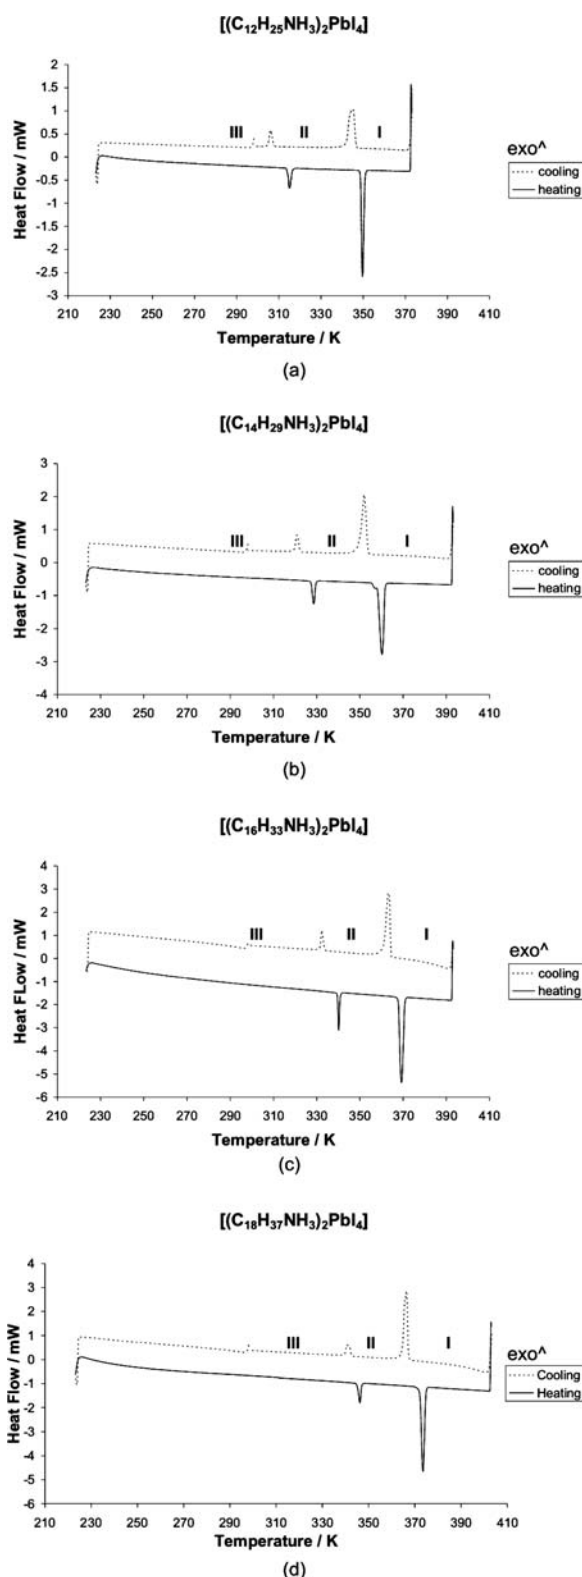 [(C₁₂H₂₅NH₃)₂PbI₄]
2
1.5
1
0.5
0
-0.5
-1
-1.5
-2
-2.5
-3
Heat Flow / mW
III II I
exo^
cooling
heating
210 230 250 270 290 310 330 350 370 390 410
Temperature / K
(a)
[(C₁₄H₂₉NH₃)₂PbI₄]
3
2
1
0
-1
-2
-3
-4
Heat Flow / mW
III II I
exo^
cooling
heating
210 230 250 270 290 310 330 350 370 390 410
Temperature / K
(b)
[(C₁₆H₃₃NH₃)₂PbI₄]
4
3
2
1
0
-1
-2
-3
-4
-5
-6
Heat FLow / mW
III II I
exo^
cooling
heating
210 230 250 270 290 310 330 350 370 390 410
Temperature / K
(c)
[(C₁₈H₃₇NH₃)₂PbI₄]
4
3
2
1
0
-1
-2
-3
-4
-5
-6
Heat Flow / mW
III II I
exo^
Cooling
Heating
210 230 250 270 290 310 330 350 370 390 410
Temperature / K
(d)